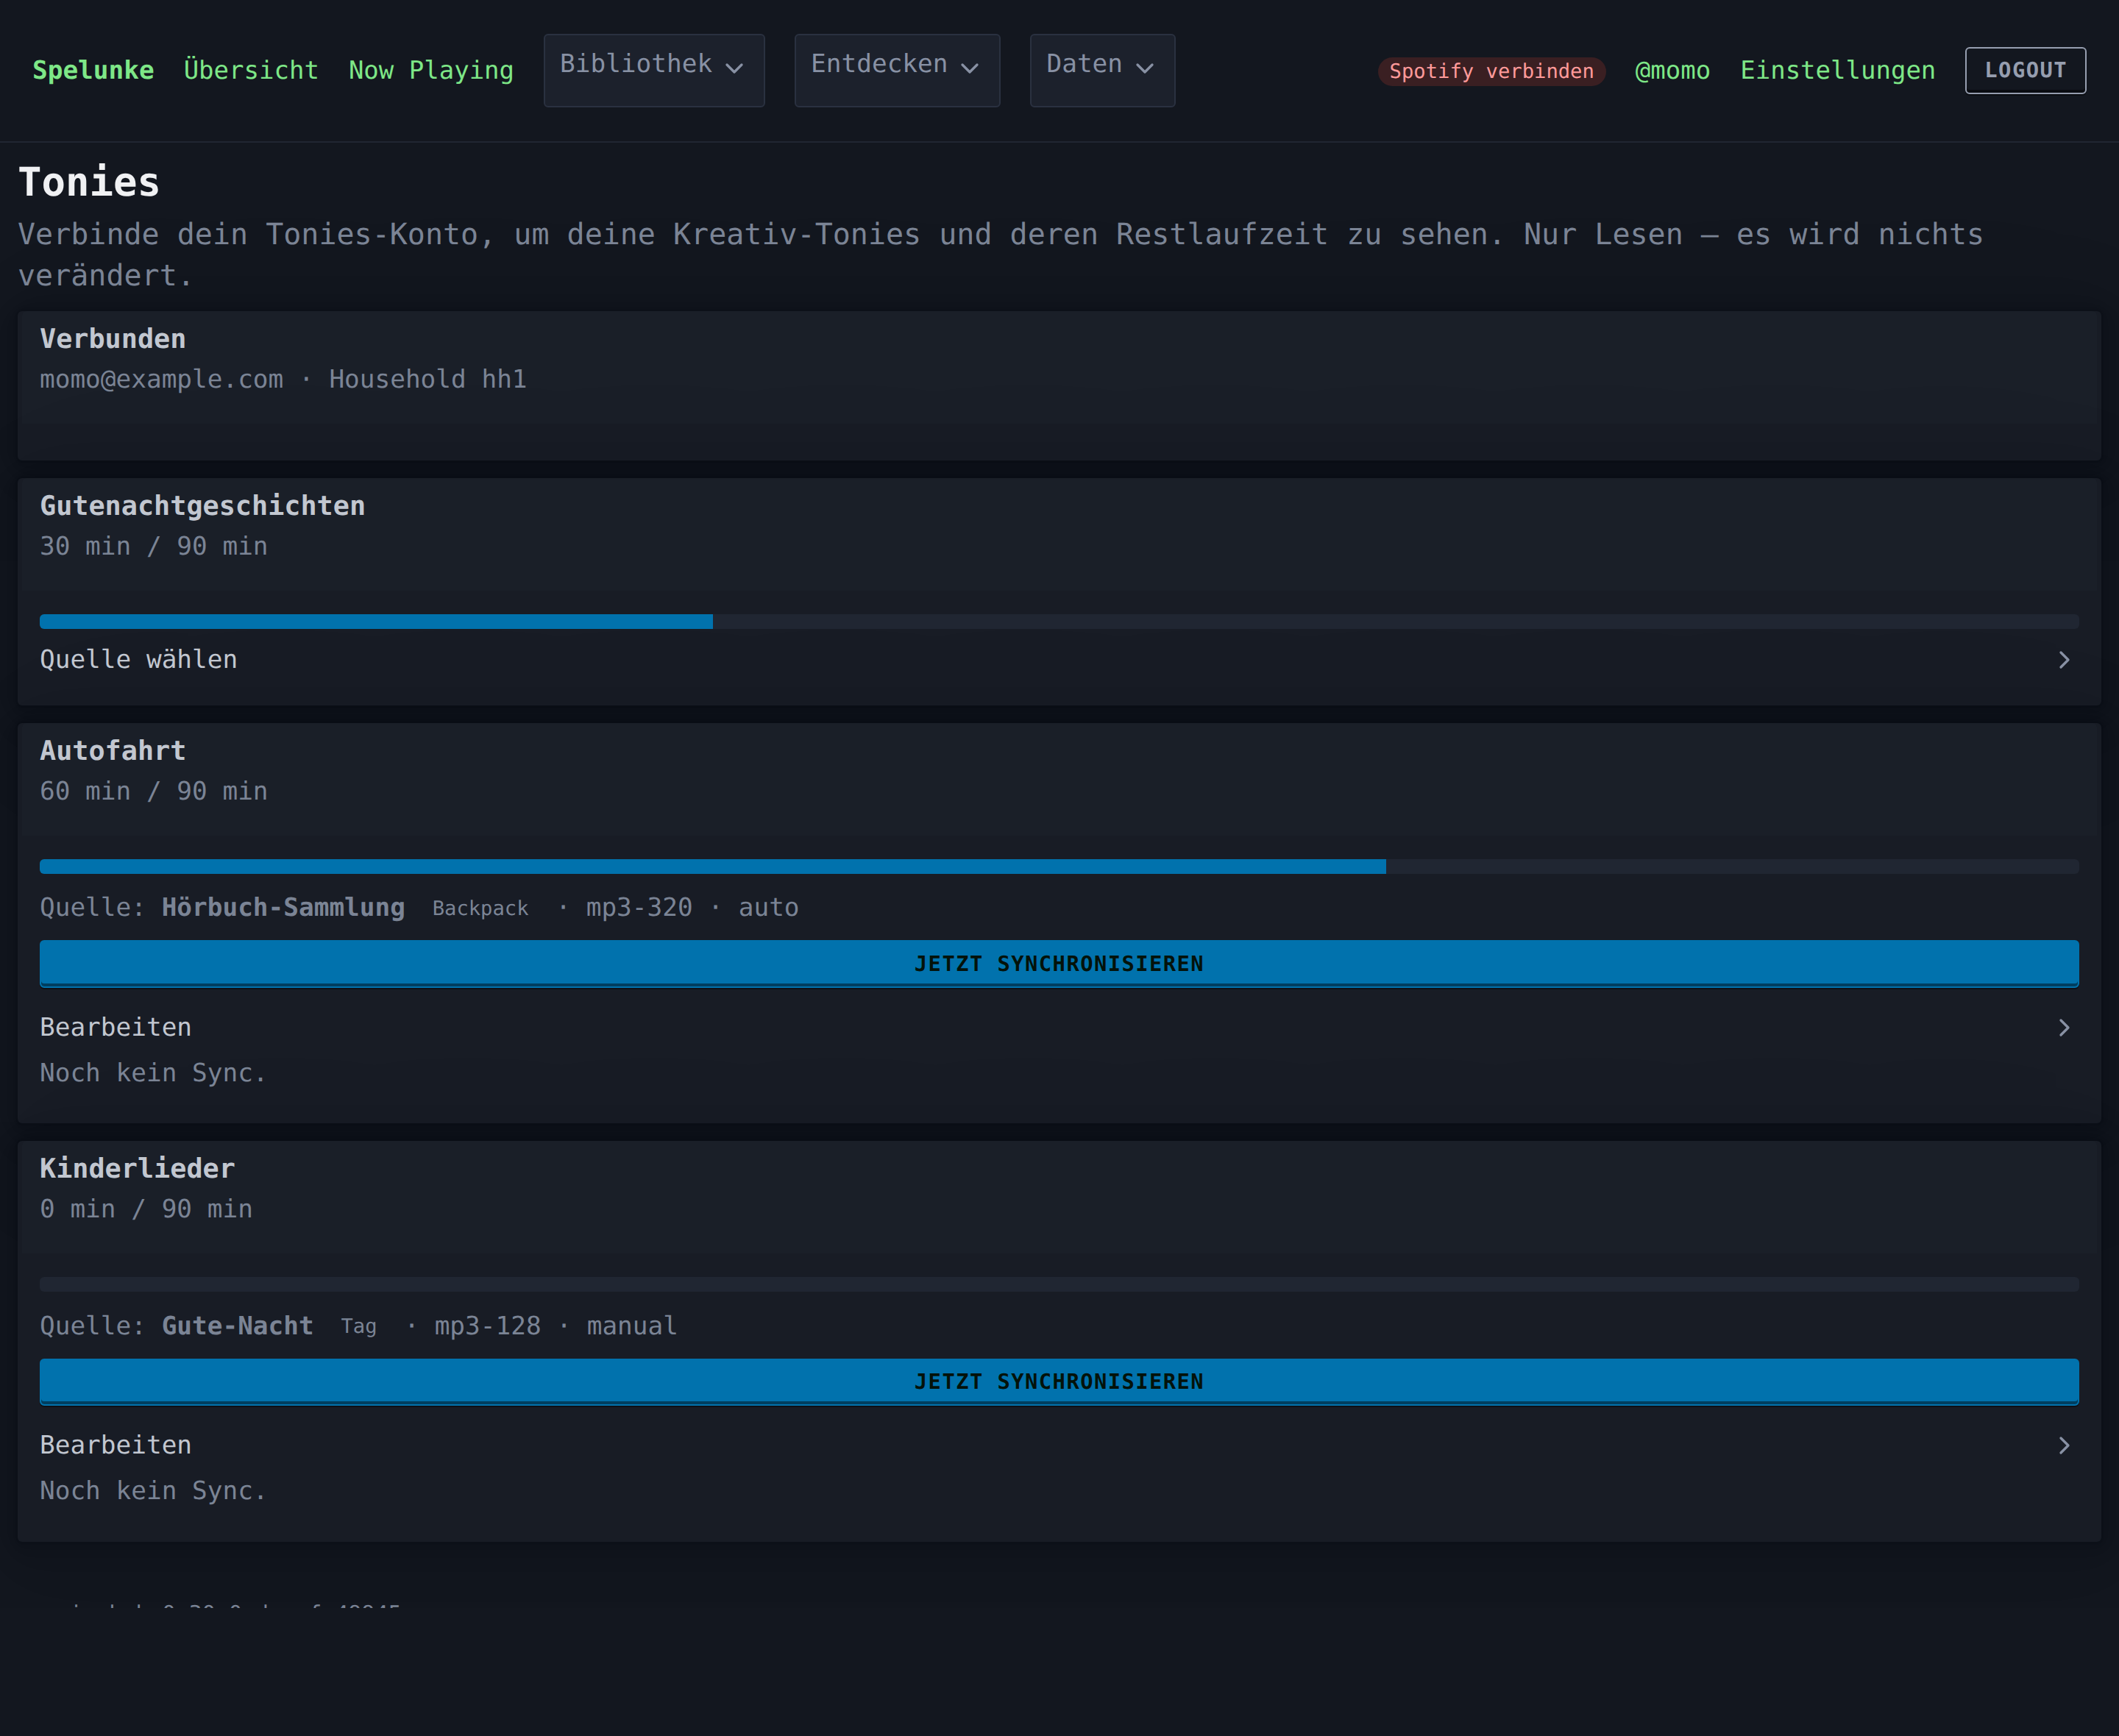 Spelunke Übersicht Now Playing Bibliothek Entdecken Daten Spotify verbinden @momo Einstellungen LOGOUT
Tonies
Verbinde dein Tonies-Konto, um deine Kreativ-Tonies und deren Restlaufzeit zu sehen. Nur Lesen — es wird nichts
verändert.
Verbunden
momo@example.com · Household hh1
Gutenachtgeschichten
30 min / 90 min
Quelle wählen
Autofahrt
60 min / 90 min
Quelle: Hörbuch-Sammlung Backpack · mp3-320 · auto
JETZT SYNCHRONISIEREN
Bearbeiten
Noch kein Sync.
Kinderlieder
0 min / 90 min
Quelle: Gute-Nacht Tag · mp3-128 · manual
JETZT SYNCHRONISIEREN
Bearbeiten
Noch kein Sync.